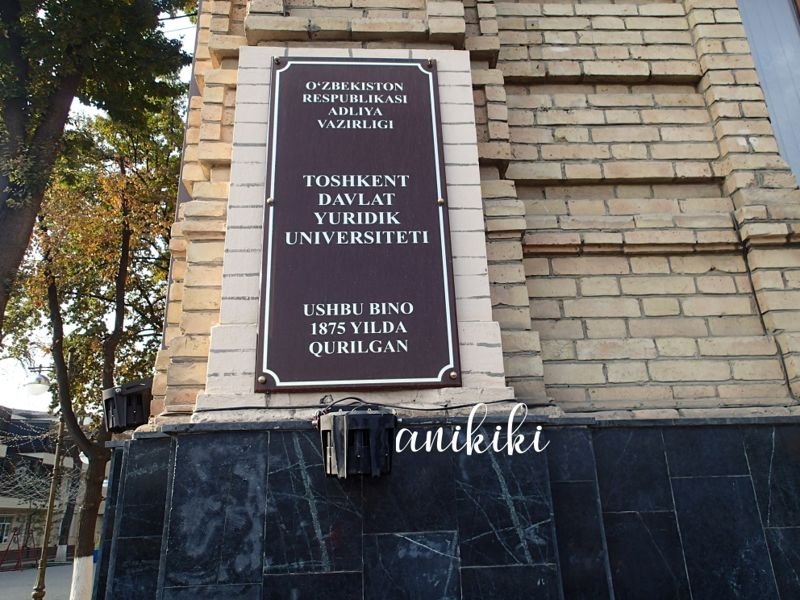 O‘ZBEKISTON
RESPUBLIKASI
ADLIYA
VAZIRLIGI
TOSHKENT
DAVLAT
YURIDIK
UNIVERSITETI
USHBU BINO
1875 YILDA
QURILGAN
anikiki